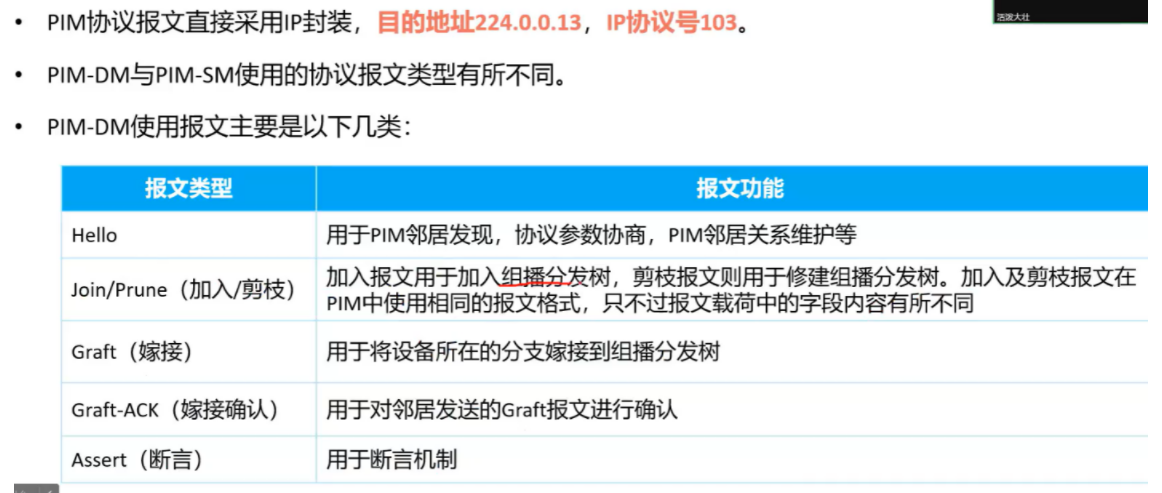 活泼大壮
• PIM协议报文直接采用IP封装，目的地址224.0.0.13，IP协议号103。
• PIM-DM与PIM-SM使用的协议报文类型有所不同。
• PIM-DM使用报文主要是以下几类：
报文类型 报文功能
Hello 用于PIM邻居发现，协议参数协商，PIM邻居关系维护等
Join/Prune（加入/剪枝） 加入报文用于加入组播分发树，剪枝报文则用于修建组播分发树。加入及剪枝报文在
PIM中使用相同的报文格式，只不过报文载荷中的字段内容有所不同
Graft（嫁接） 用于将设备所在的分支嫁接到组播分发树
Graft-ACK（嫁接确认） 用于对邻居发送的Graft报文进行确认
Assert（断言） 用于断言机制